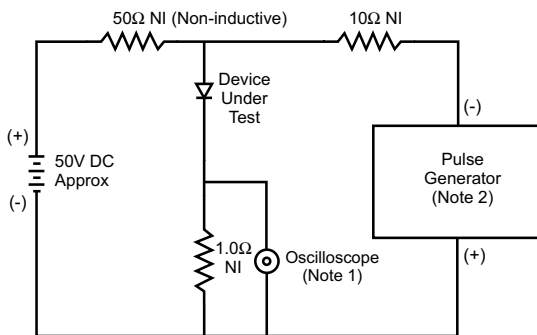 50Ω NI (Non-inductive)
10Ω NI
Device
Under
Test
(-)
(+)
50V DC
Approx
(-)
Pulse
Generator
(Note 2)
1.0Ω
NI
Oscilloscope
(Note 1)
(+)